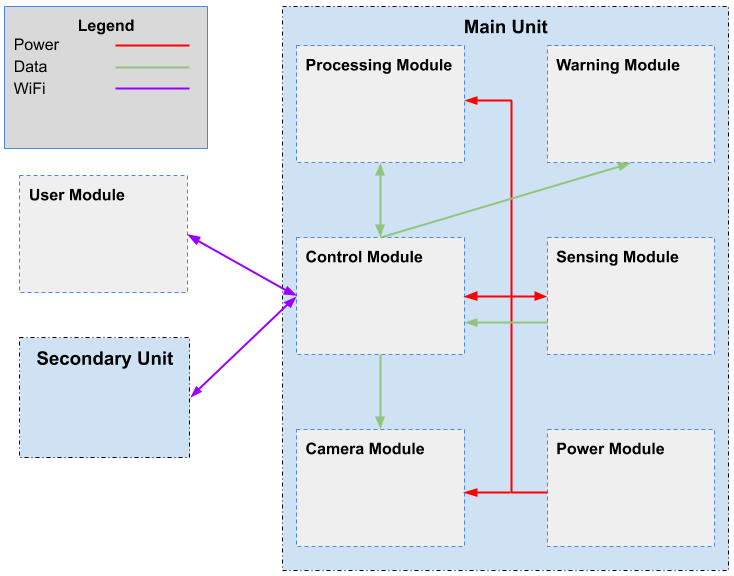 Legend
Power
Data
WiFi
Main Unit
Processing Module
Warning Module
User Module
Control Module
Sensing Module
Secondary Unit
Camera Module
Power Module